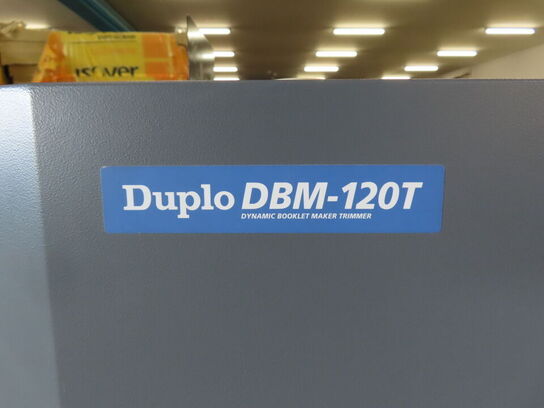 Duplo DBM-120T
DYNAMIC BOOKLET MAKER TRIMMER